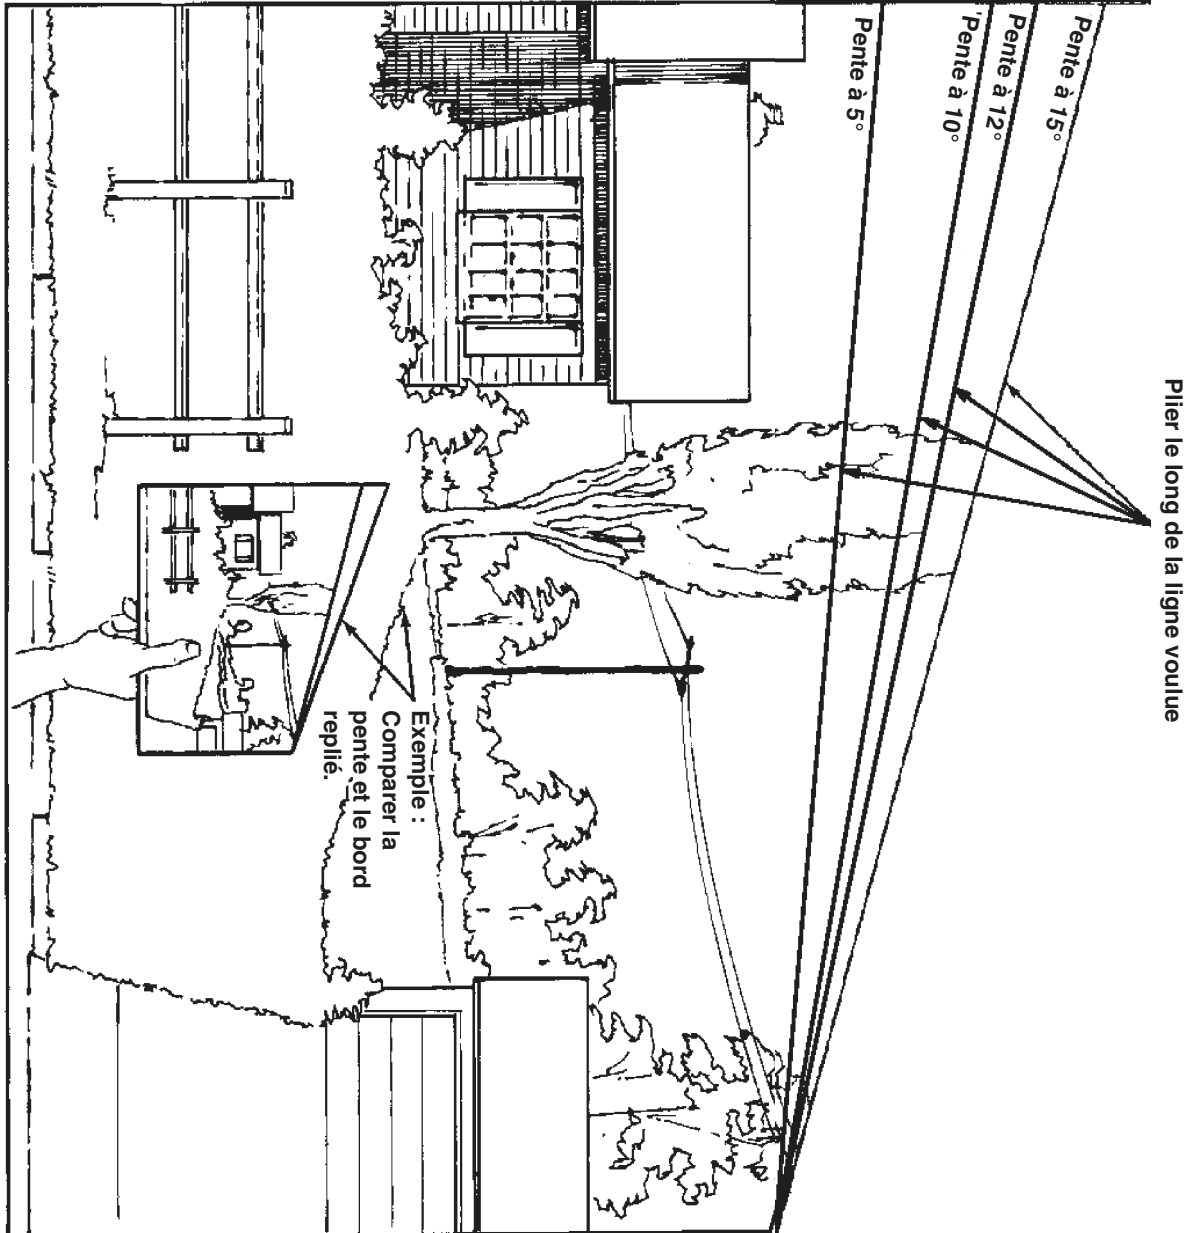 Plier le long de la ligne voulue
Pente à 15°
Pente à 12°
Pente à 10°
Pente à 5°
Exemple :
Comparer la
pente et le bord
replié.